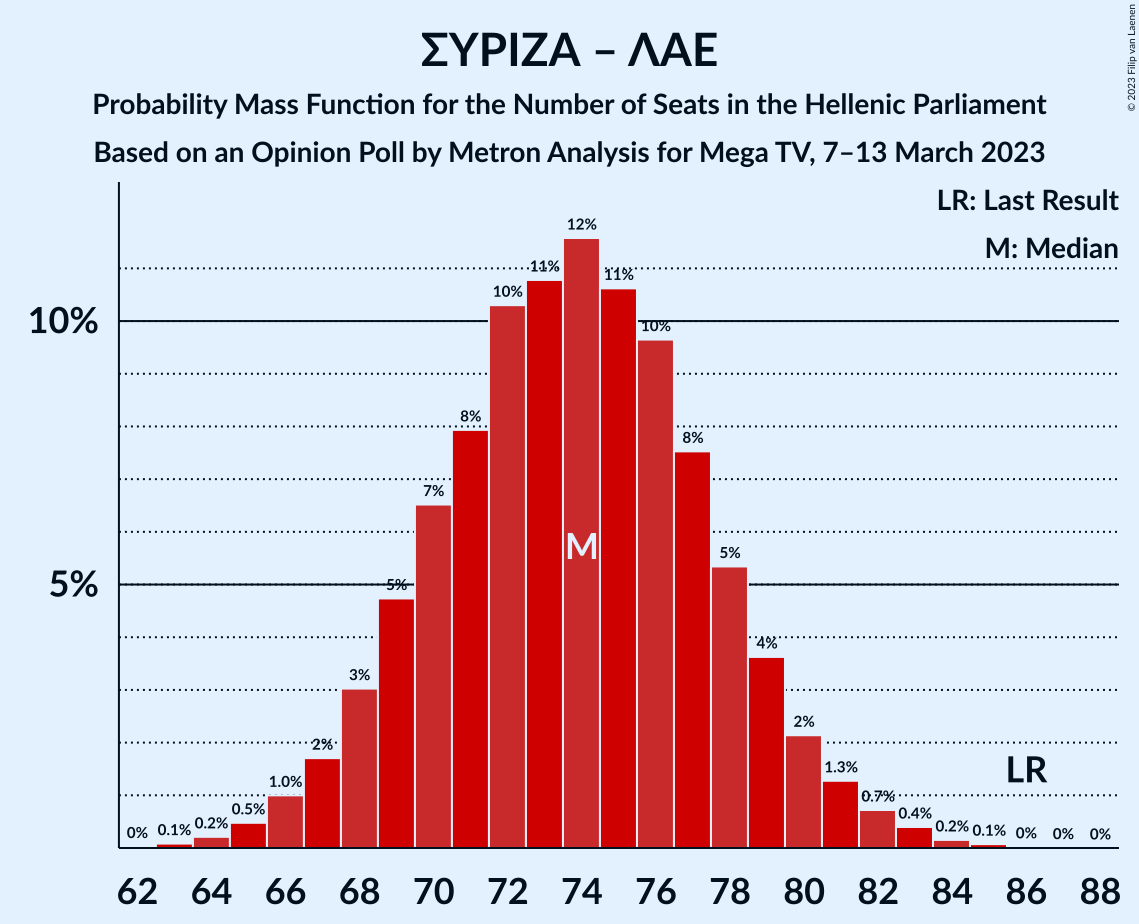 ΣΥΡΙΖΑ – ΛΑΕ
Probability Mass Function for the Number of Seats in the Hellenic Parliament
Based on an Opinion Poll by Metron Analysis for Mega TV, 7–13 March 2023
© 2023 Filip van Laenen
LR: Last Result
M: Median
10%
5%
0% 0.1% 0.2% 0.5% 1.0% 2% 3% 5% 7% 8% 10% 11% 12% 11% 10% 8% 5% 4% 2% 1.3% 0.7% 0.4% 0.2% 0.1% 0% 0% 0%
M
LR
62 64 66 68 70 72 74 76 78 80 82 84 86 88